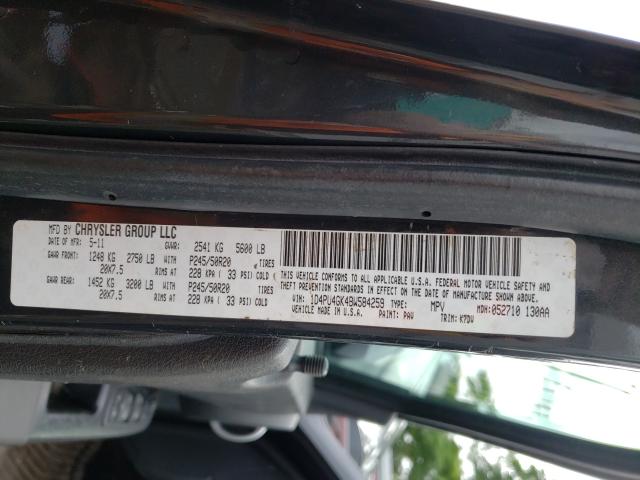 MFD BY CHRYSLER GROUP LLC
DATE OF MFR: 5-11 GVWR: 2541 KG 5600 LB
GAWR FRONT: 1248 KG 2750 LB WITH P245/50R20 TIRES
20X7.5 RIMS AT 228 KPA ( 33 PSI) COLD
GAWR REAR: 1452 KG 3200 LB WITH P245/50R20 TIRES
20X7.5 RIMS AT 228 KPA ( 33 PSI) COLD
THIS VEHICLE CONFORMS TO ALL APPLICABLE U.S.A. FEDERAL MOTOR VEHICLE SAFETY AND
THEFT PREVENTION STANDARDS IN EFFECT ON THE DATE OF MANUFACTURE SHOWN ABOVE.
VIN: 1D4PU4GK4BW584259 TYPE: MPV MDH: 052710 130AA
VEHICLE MADE IN U.S.A. PAINT: PAV TRIM: K7DV